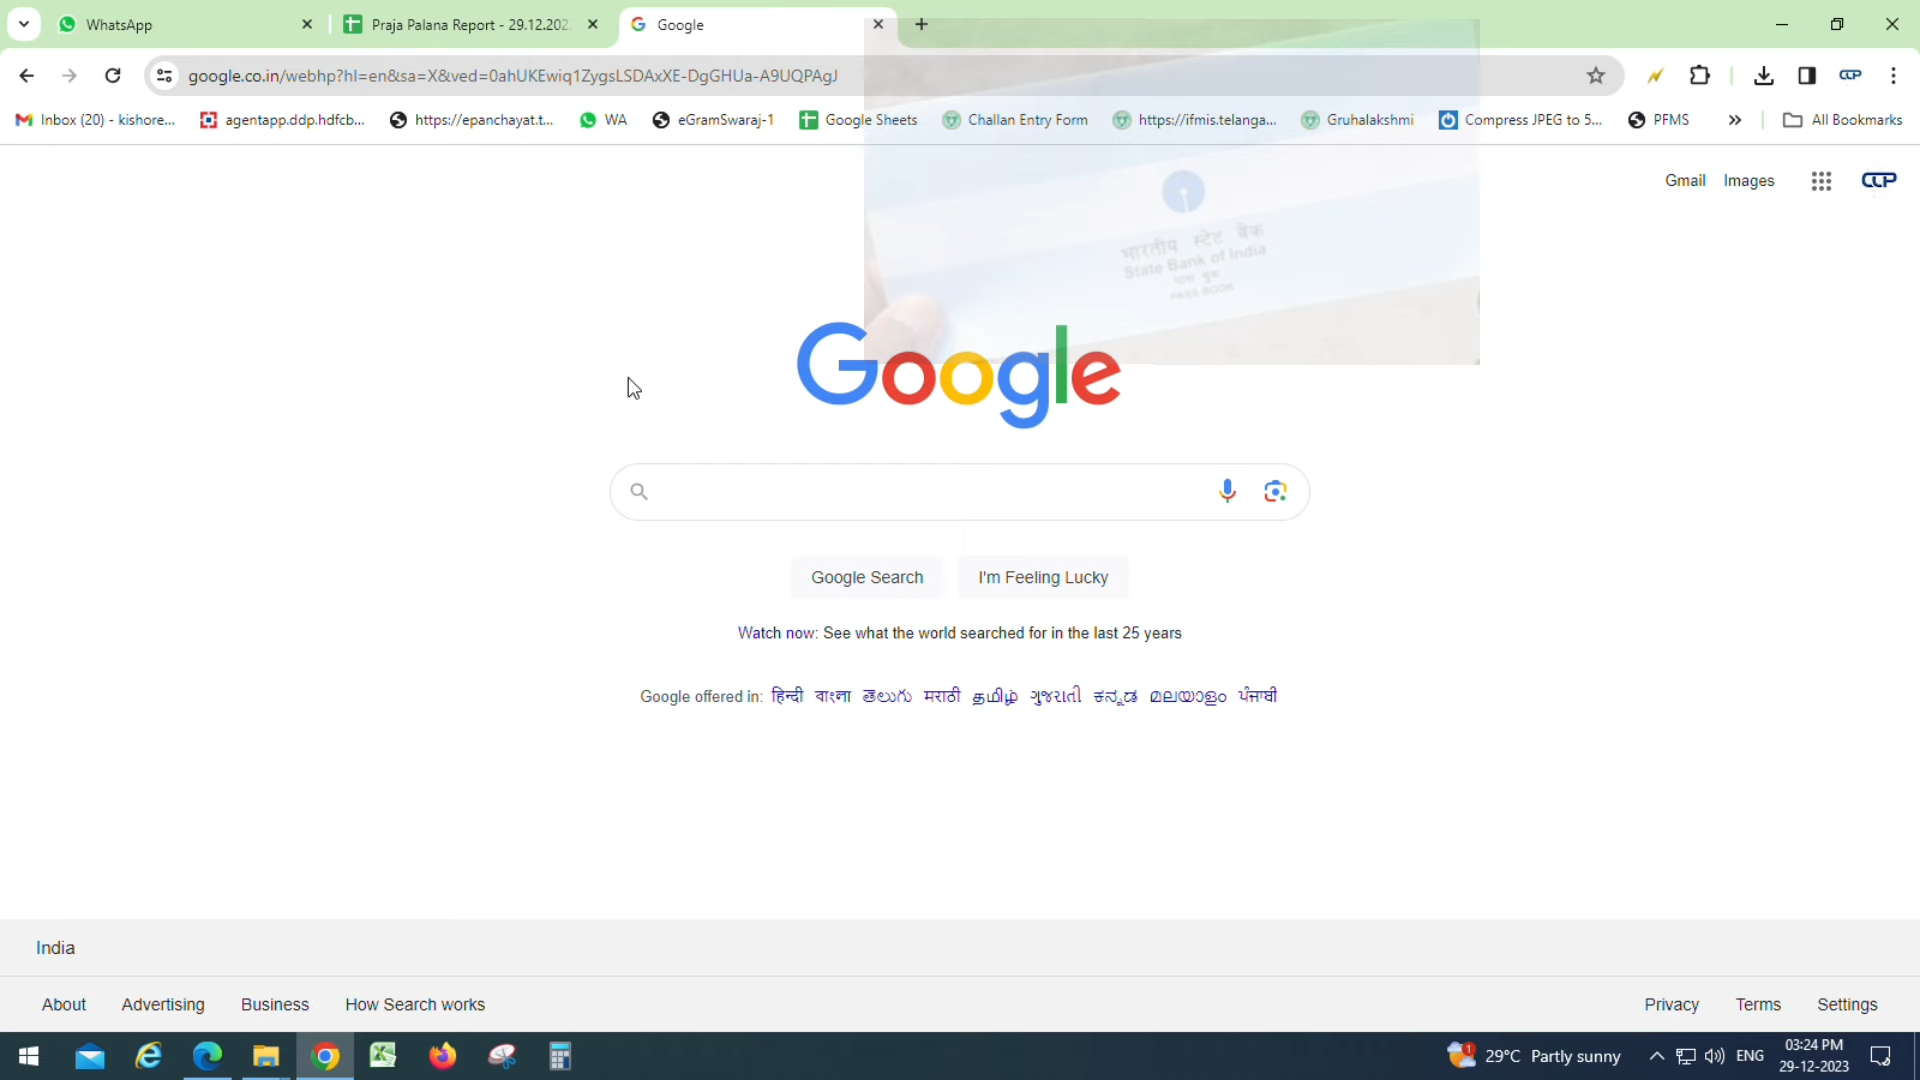 WhatsApp
Praja Palana Report - 29.12.202
Google
google.co.in/webhp?hl=en&sa=X&ved=0ahUKEwiq1ZygsLSDAxXE-DgGHUa-A9UQPAgJ
Inbox (20) - kishore... agentapp.ddp.hdfcb... https://epanchayat.t... WA eGramSwaraj-1 Google Sheets Challan Entry Form https://ifmis.telanga... Gruhalakshmi Compress JPEG to 5... PFMS » All Bookmarks
Gmail Images CCP
भारतीय स्टेट बैंक
State Bank of India
पास बुक
PASS BOOK
Google
Google Search I'm Feeling Lucky
Watch now: See what the world searched for in the last 25 years
Google offered in: हिन्दी বাংলা తెలుగు मराठी தமிழ் ગુજરાતી ಕನ್ನಡ മലയാളം ਪੰਜਾਬੀ
India
About Advertising Business How Search works Privacy Terms Settings
29°C Partly sunny ENG 03:24 PM
29-12-2023